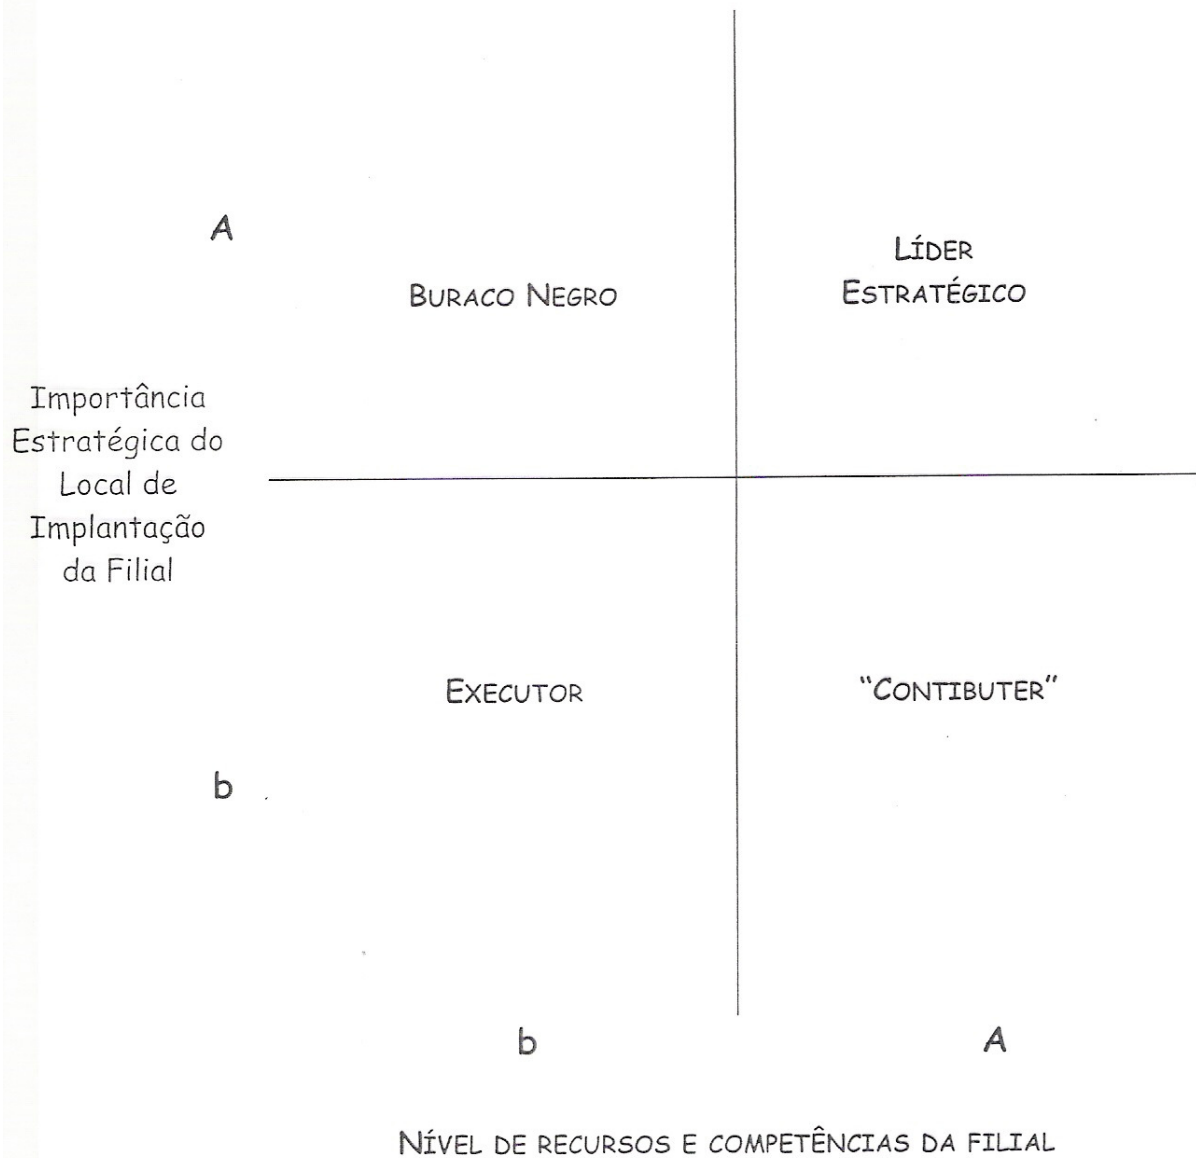 A
LÍDER
ESTRATÉGICO
BURACO NEGRO
Importância
Estratégica do
Local de
Implantação
da Filial
EXECUTOR
“CONTIBUTER”
b
b
A
NÍVEL DE RECURSOS E COMPETÊNCIAS DA FILIAL